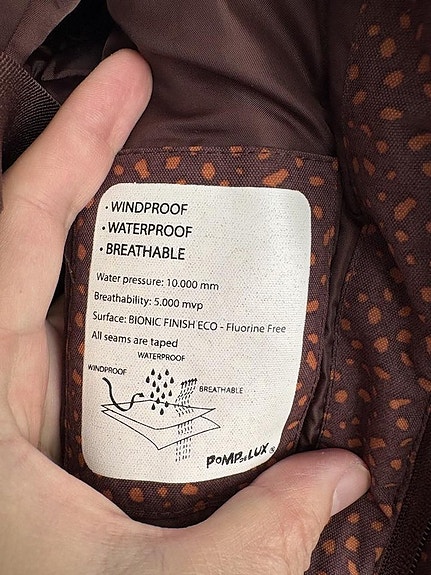 • WINDPROOF
• WATERPROOF
• BREATHABLE
Water pressure: 10.000 mm
Breathability: 5.000 mvp
Surface: BIONIC FINISH ECO - Fluorine Free
All seams are taped
WATERPROOF
WINDPROOF
BREATHABLE
POMPdeLUX ®